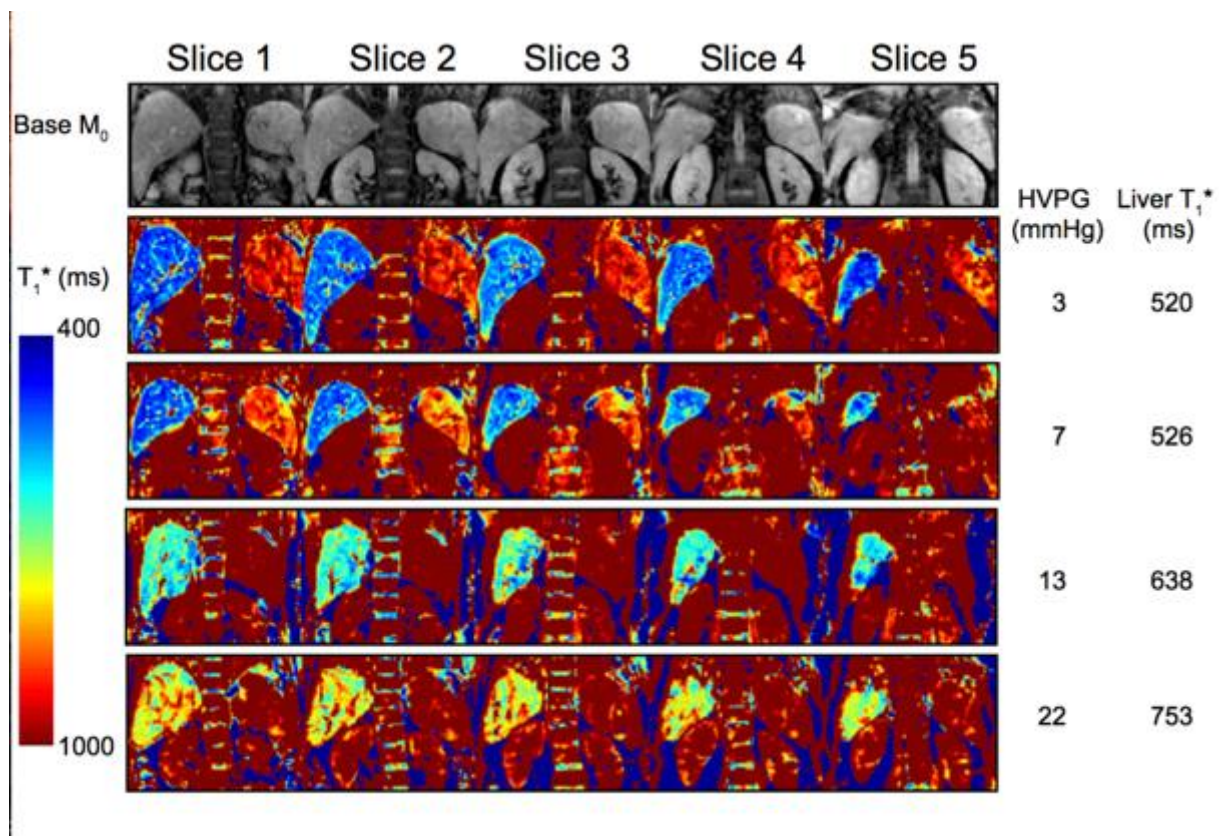 Slice 1 Slice 2 Slice 3 Slice 4 Slice 5
Base M₀
HVPG (mmHg)
Liver T₁* (ms)
T₁* (ms)
400
1000
3 520
7 526
13 638
22 753